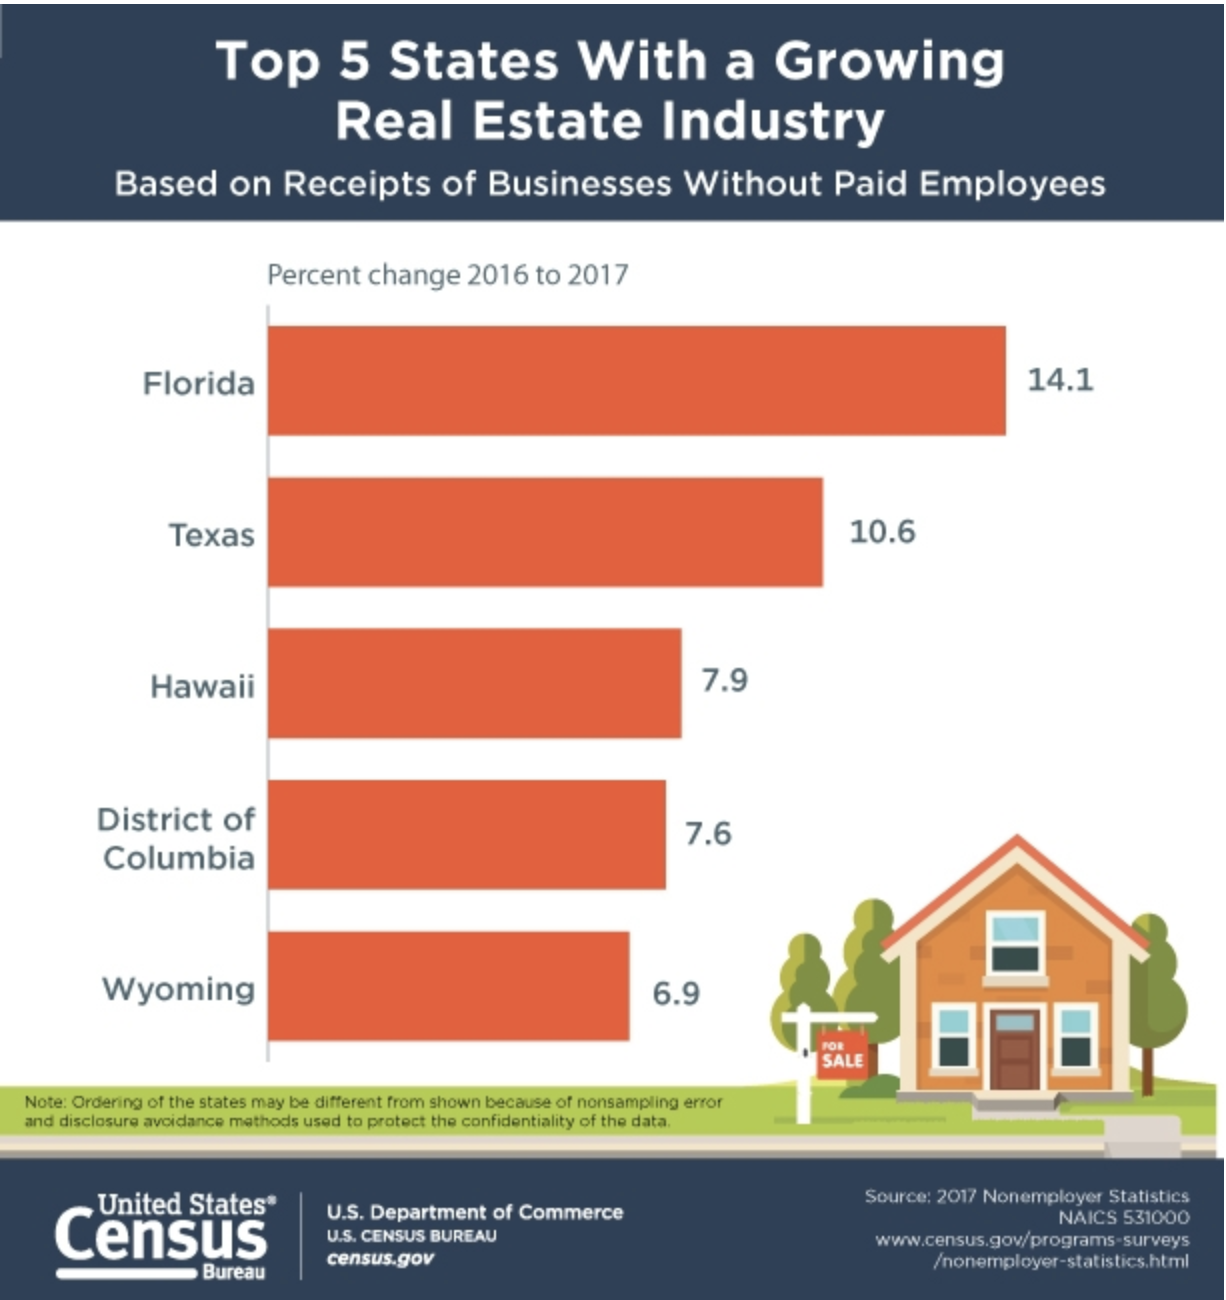 Top 5 States With a Growing
Real Estate Industry
Based on Receipts of Businesses Without Paid Employees
Percent change 2016 to 2017
Florida 14.1
Texas 10.6
Hawaii 7.9
District of
Columbia 7.6
Wyoming 6.9
FOR
SALE
Note: Ordering of the states may be different from shown because of nonsampling error
and disclosure avoidance methods used to protect the confidentiality of the data.
United States®
Census
Bureau
U.S. Department of Commerce
U.S. CENSUS BUREAU
census.gov
Source: 2017 Nonemployer Statistics
NAICS 531000
www.census.gov/programs-surveys
/nonemployer-statistics.html